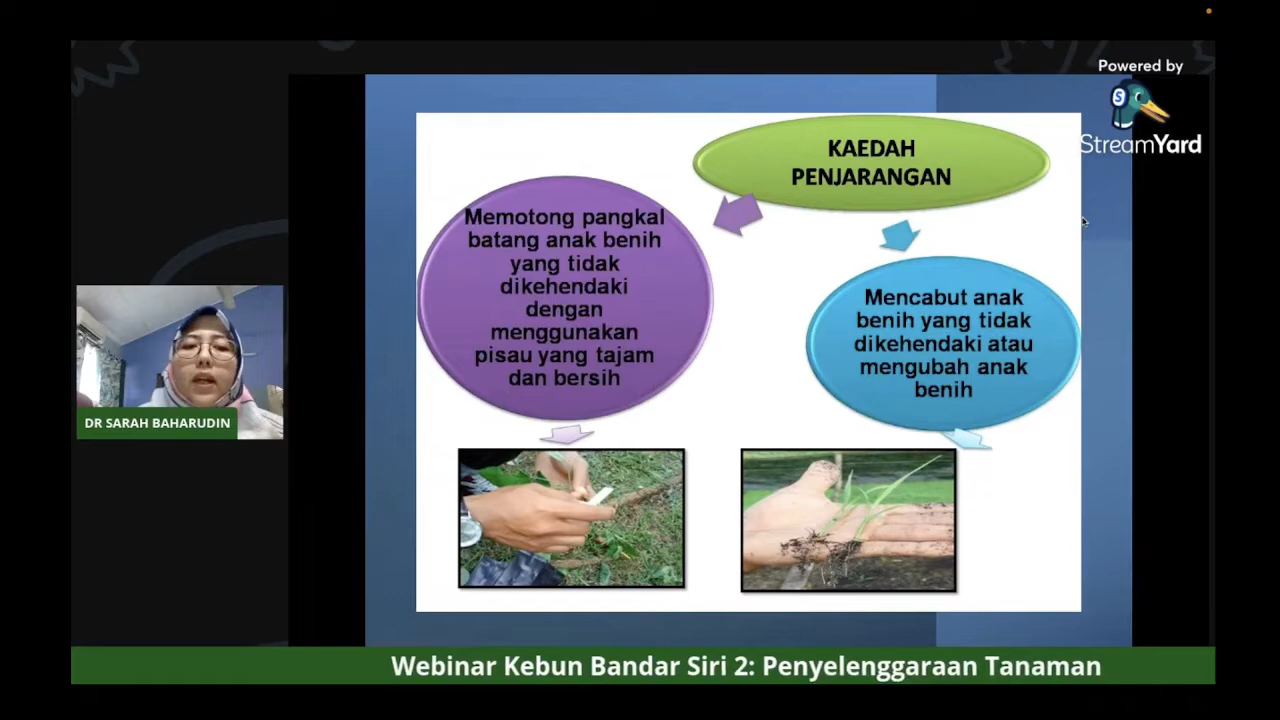 Powered by
StreamYard
KAEDAH
PENJARANGAN
Memotong pangkal
batang anak benih
yang tidak
dikehendaki
dengan
menggunakan
pisau yang tajam
dan bersih
Mencabut anak
benih yang tidak
dikehendaki atau
mengubah anak
benih
DR SARAH BAHARUDIN
Webinar Kebun Bandar Siri 2: Penyelenggaraan Tanaman